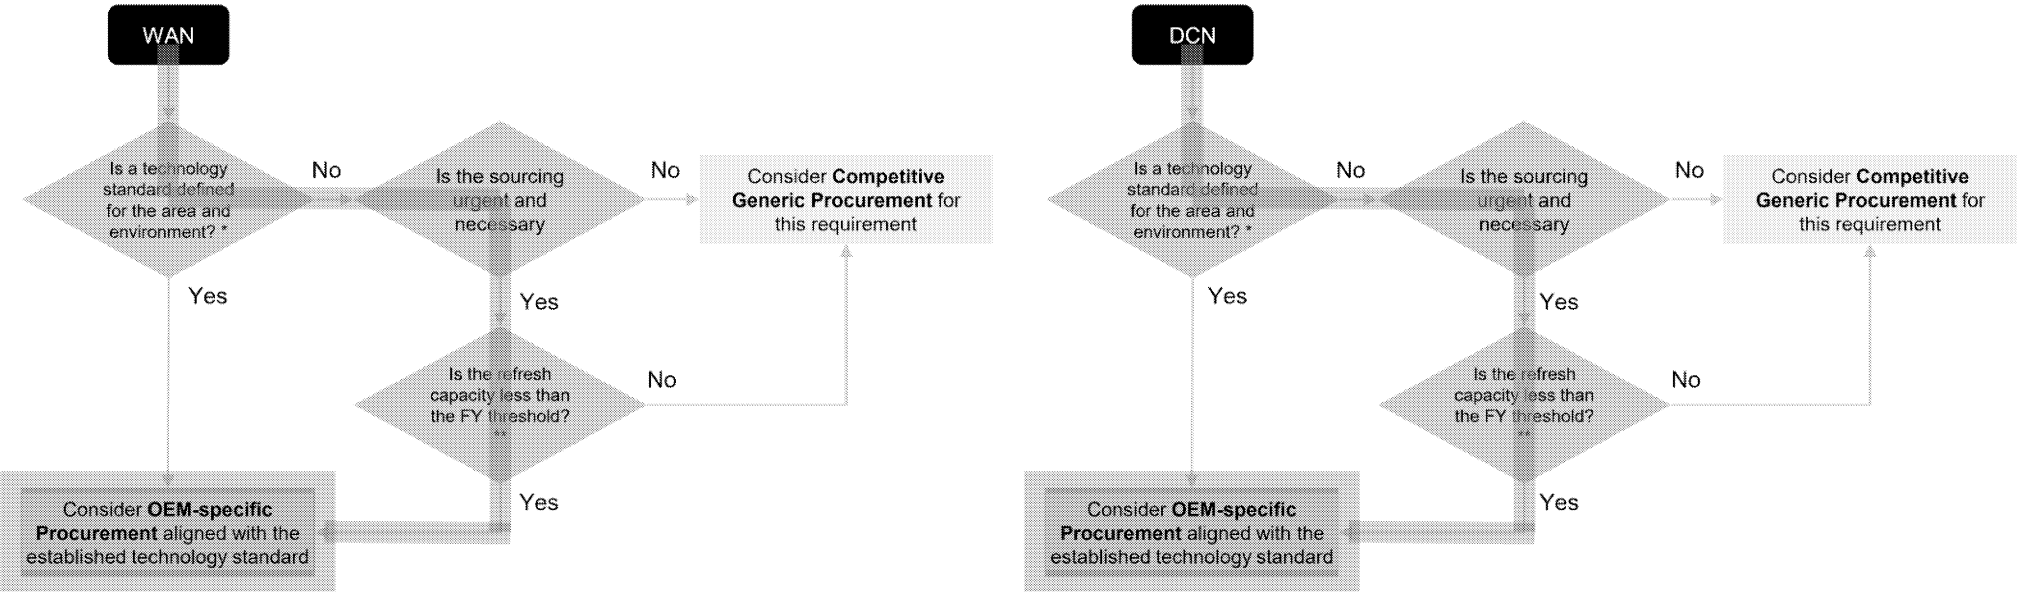 WAN
Is a technology
standard defined
for the area and
environment? *
No
Is the sourcing
urgent and
necessary
No
Consider Competitive
Generic Procurement for
this requirement
Yes
Yes
Is the refresh
capacity less than
the FY threshold?
**
No
Yes
Consider OEM-specific
Procurement aligned with the
established technology standard
DCN
Is a technology
standard defined
for the area and
environment? *
No
Is the sourcing
urgent and
necessary
No
Consider Competitive
Generic Procurement for
this requirement
Yes
Yes
Is the refresh
capacity less than
the FY threshold?
**
No
Yes
Consider OEM-specific
Procurement aligned with the
established technology standard